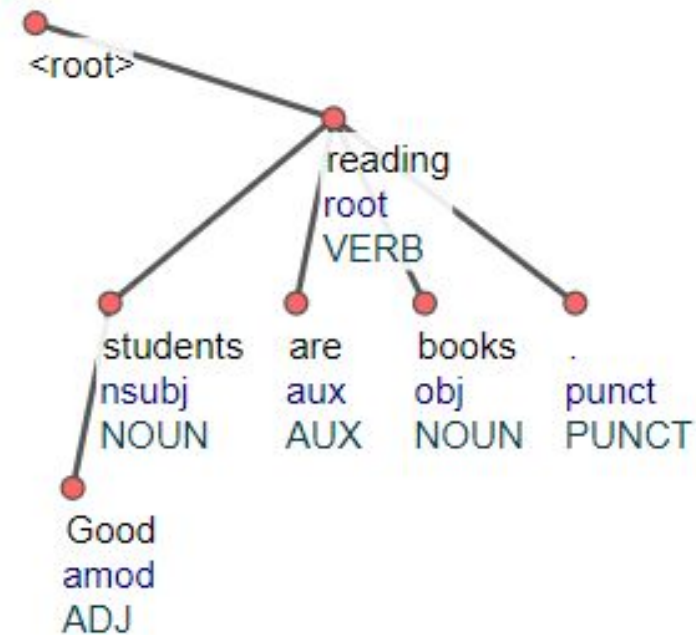 <root>
reading
root
VERB
students are books .
nsubj aux obj punct
NOUN AUX NOUN PUNCT
Good
amod
ADJ